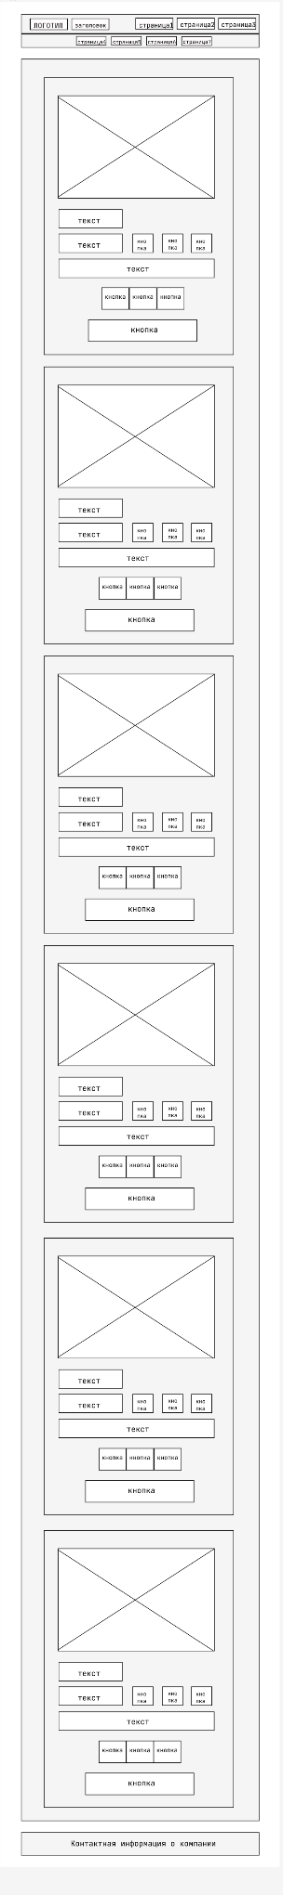 логотип заголовок страница1 страница2 страница3
страница4 страница5 страница6 страница7
текст
текст кно
пка кно
пка кно
пка
текст
кнопка кнопка кнопка
кнопка
текст
текст кно
пка кно
пка кно
пка
текст
кнопка кнопка кнопка
кнопка
текст
текст кно
пка кно
пка кно
пка
текст
кнопка кнопка кнопка
кнопка
текст
текст кно
пка кно
пка кно
пка
текст
кнопка кнопка кнопка
кнопка
текст
текст кно
пка кно
пка кно
пка
текст
кнопка кнопка кнопка
кнопка
текст
текст кно
пка кно
пка кно
пка
текст
кнопка кнопка кнопка
кнопка
Контактная информация о компании